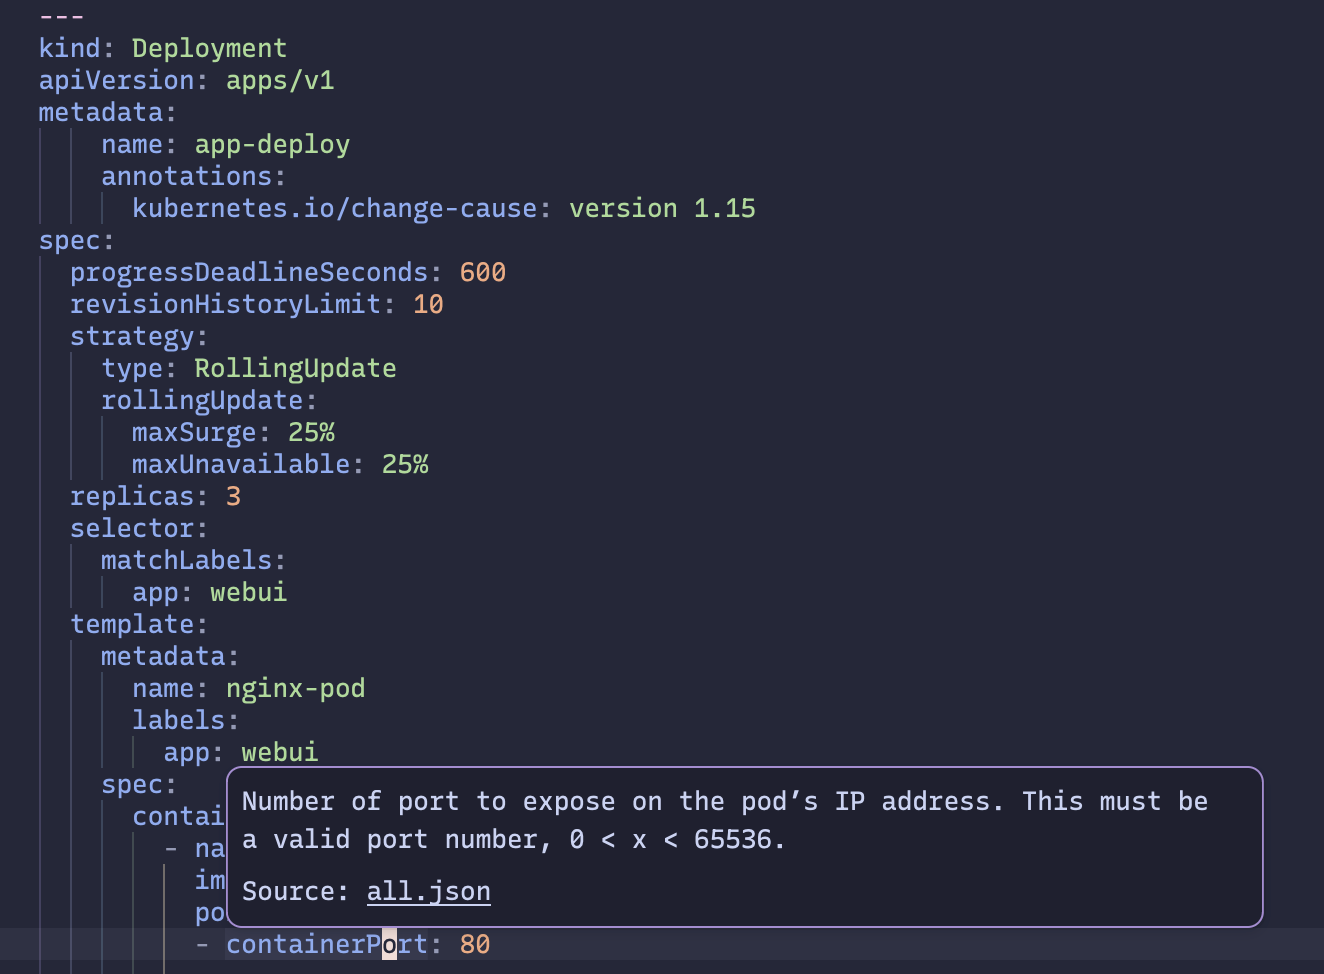 ---
kind: Deployment
apiVersion: apps/v1
metadata:
    name: app-deploy
    annotations:
      kubernetes.io/change-cause: version 1.15
spec:
  progressDeadlineSeconds: 600
  revisionHistoryLimit: 10
  strategy:
    type: RollingUpdate
    rollingUpdate:
      maxSurge: 25%
      maxUnavailable: 25%
  replicas: 3
  selector:
    matchLabels:
      app: webui
  template:
    metadata:
      name: nginx-pod
      labels:
        app: webui
    spec:
      contai
        - na
          im
          po
          - containerPort: 80
Number of port to expose on the pod’s IP address. This must be
a valid port number, 0 < x < 65536.
Source: all.json